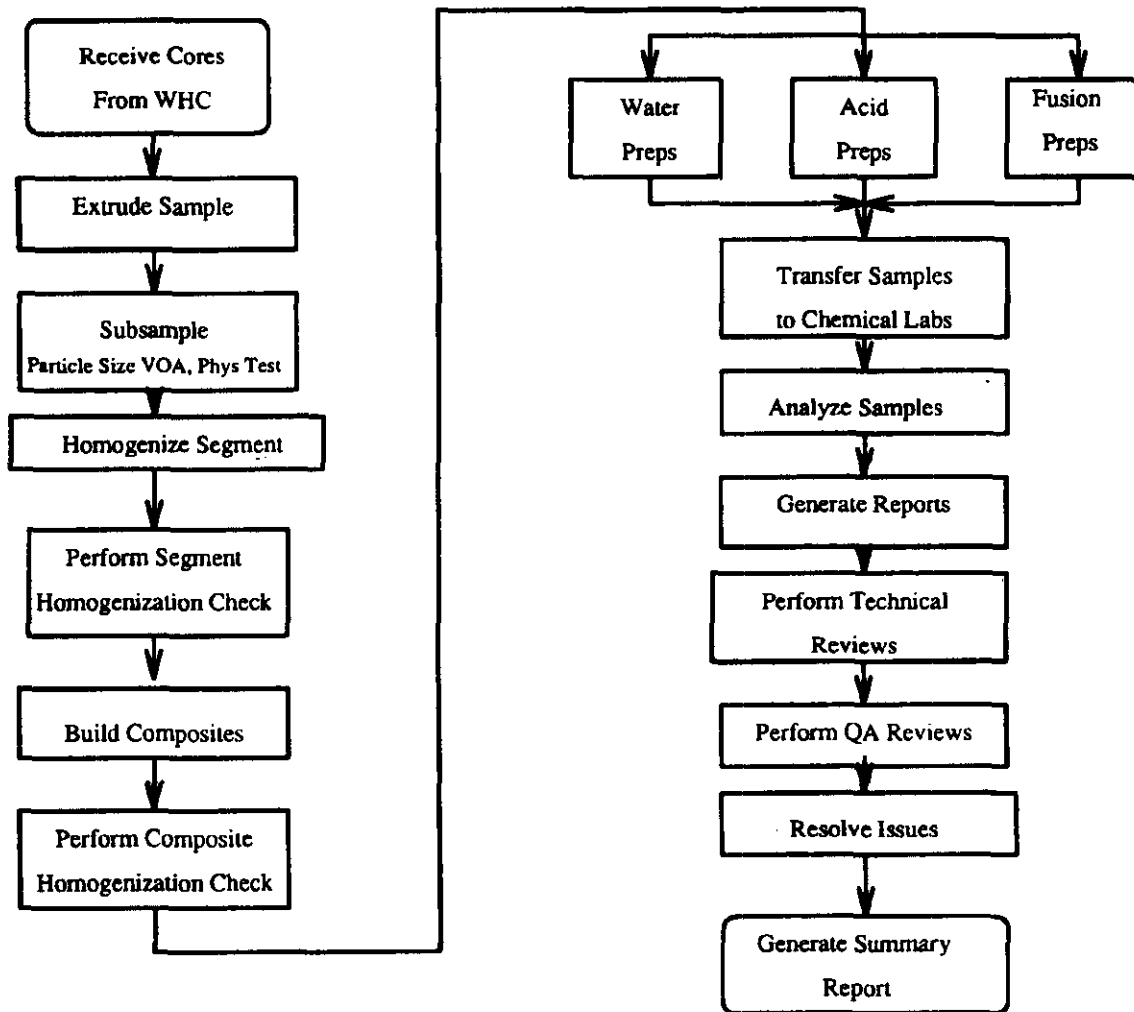 Receive Cores
From WHC
Extrude Sample
Subsample
Particle Size VOA, Phys Test
Homogenize Segment
Perform Segment
Homogenization Check
Build Composites
Perform Composite
Homogenization Check
Water
Preps
Acid
Preps
Fusion
Preps
Transfer Samples
to Chemical Labs
Analyze Samples
Generate Reports
Perform Technical
Reviews
Perform QA Reviews
Resolve Issues
Generate Summary
Report